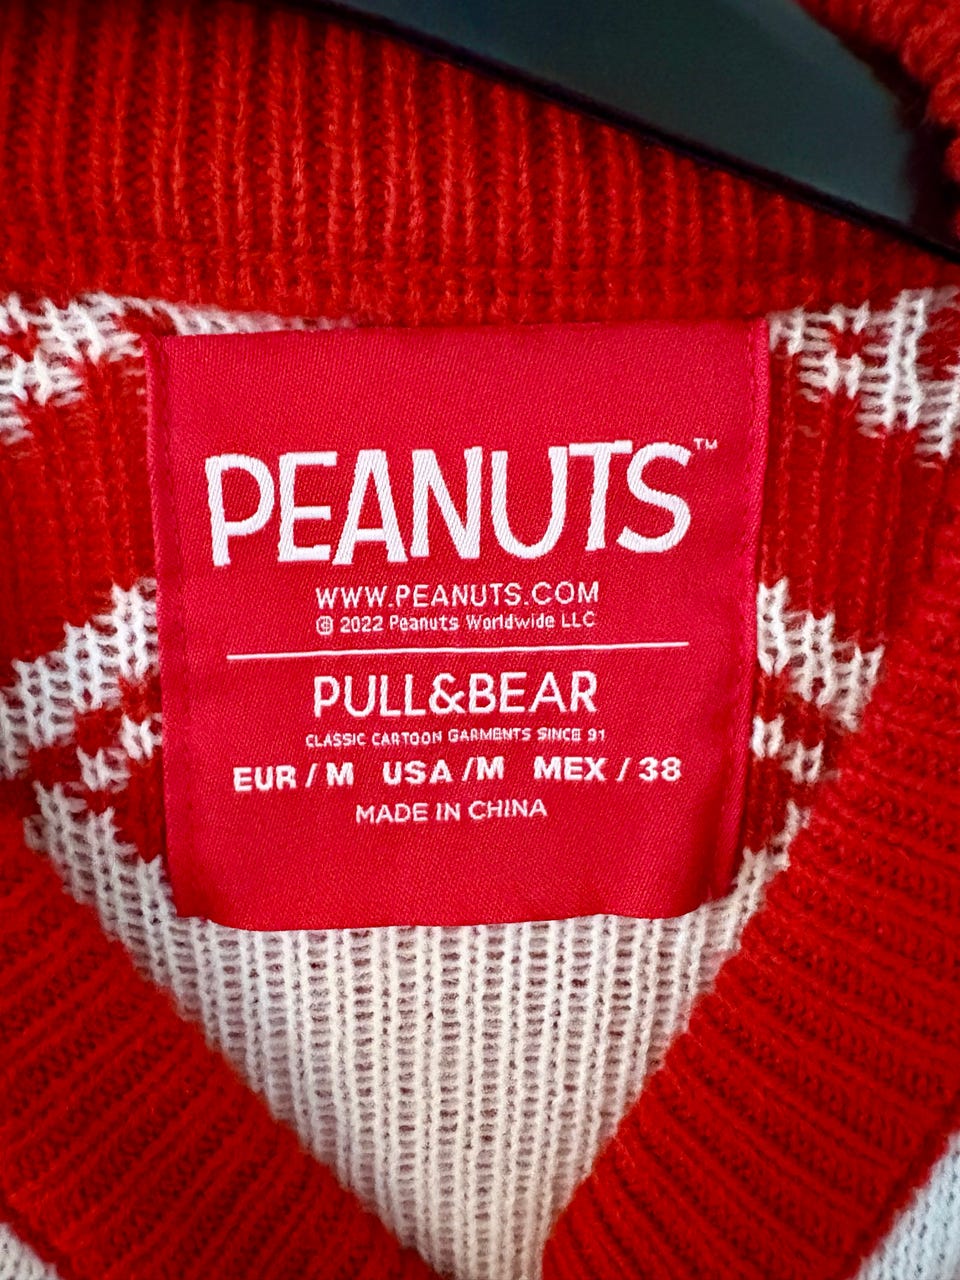 PEANUTS™
WWW.PEANUTS.COM
© 2022 Peanuts Worldwide LLC
PULL&BEAR
CLASSIC CARTOON GARMENTS SINCE 91
EUR / M USA /M MEX / 38
MADE IN CHINA